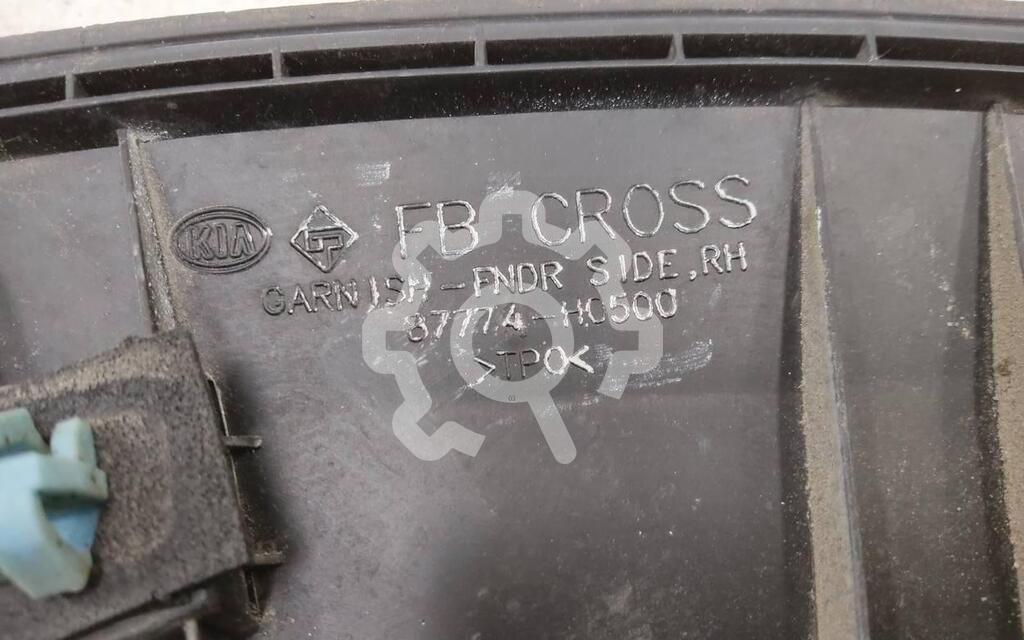 KIA FB CROSS
GARNISH-FNDR SIDE,RH
87774-H0500
>TPO<